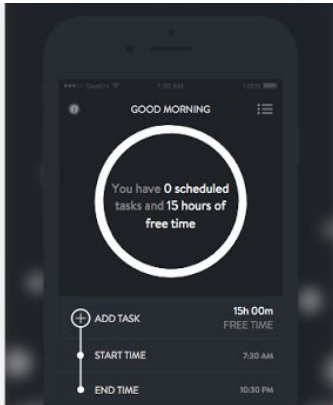 7:30 AM
100%
GOOD MORNING
You have 0 scheduled
tasks and 15 hours of
free time
ADD TASK
15h 00m
FREE TIME
START TIME
7:30 AM
END TIME
10:30 PM